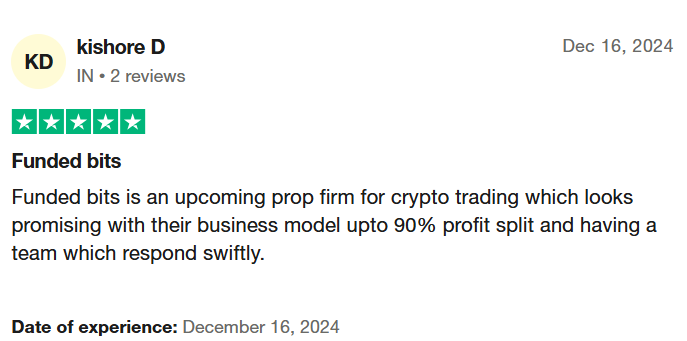 KD
kishore D
Dec 16, 2024
IN • 2 reviews
Funded bits
Funded bits is an upcoming prop firm for crypto trading which looks
promising with their business model upto 90% profit split and having a
team which respond swiftly.
Date of experience: December 16, 2024